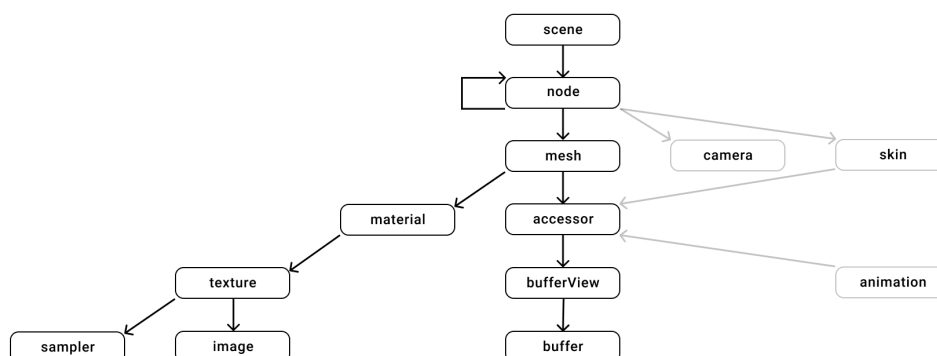 scene
node
mesh
camera
skin
material
accessor
texture
bufferView
animation
sampler
image
buffer